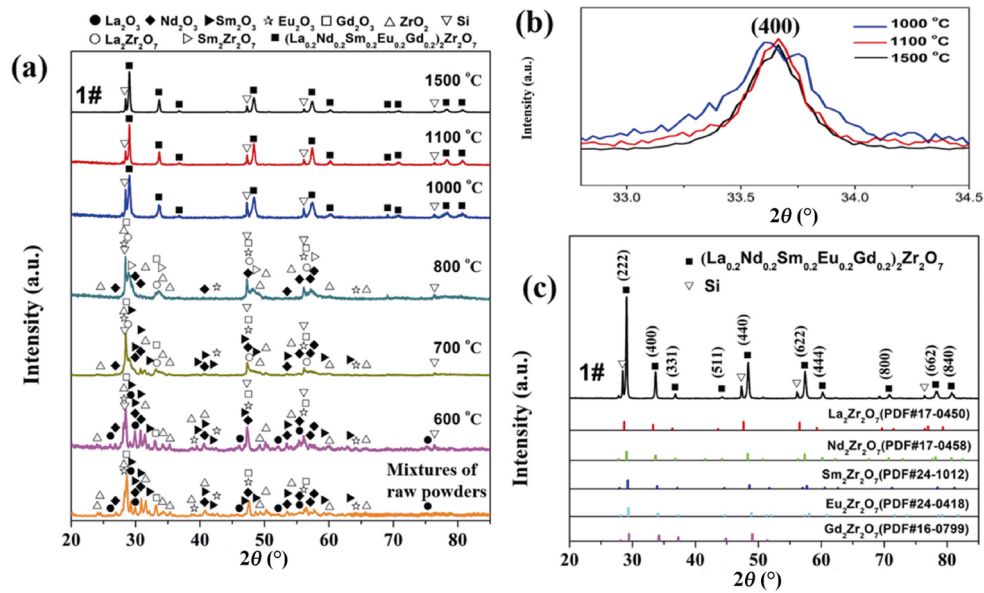 ● La₂O₃ ◆ Nd₂O₃ ▶ Sm₂O₃ ☆ Eu₂O₃ □ Gd₂O₃ △ ZrO₂ ▽ Si
○ La₂Zr₂O₇ ▷ Sm₂Zr₂O₇ ■ (La₀.₂Nd₀.₂Sm₀.₂Eu₀.₂Gd₀.₂)₂Zr₂O₇
(a)
1#
1500 °C
1100 °C
1000 °C
800 °C
700 °C
600 °C
Mixtures of
raw powders
Intensity (a.u.)
20 30 40 50 60 70 80
2θ (°)
(b)
(400)
1000 °C
1100 °C
1500 °C
Intensity (a.u.)
33.0 33.5 34.0 34.5
2θ (°)
(c)
■ (La₀.₂Nd₀.₂Sm₀.₂Eu₀.₂Gd₀.₂)₂Zr₂O₇
▽ Si
1#
(222) (400) (331) (511) (440) (622) (444) (800) (662) (840)
La₂Zr₂O₇(PDF#17-0450)
Nd₂Zr₂O₇(PDF#17-0458)
Sm₂Zr₂O₇(PDF#24-1012)
Eu₂Zr₂O₇(PDF#24-0418)
Gd₂Zr₂O₇(PDF#16-0799)
Intensity (a.u.)
20 30 40 50 60 70 80
2θ (°)